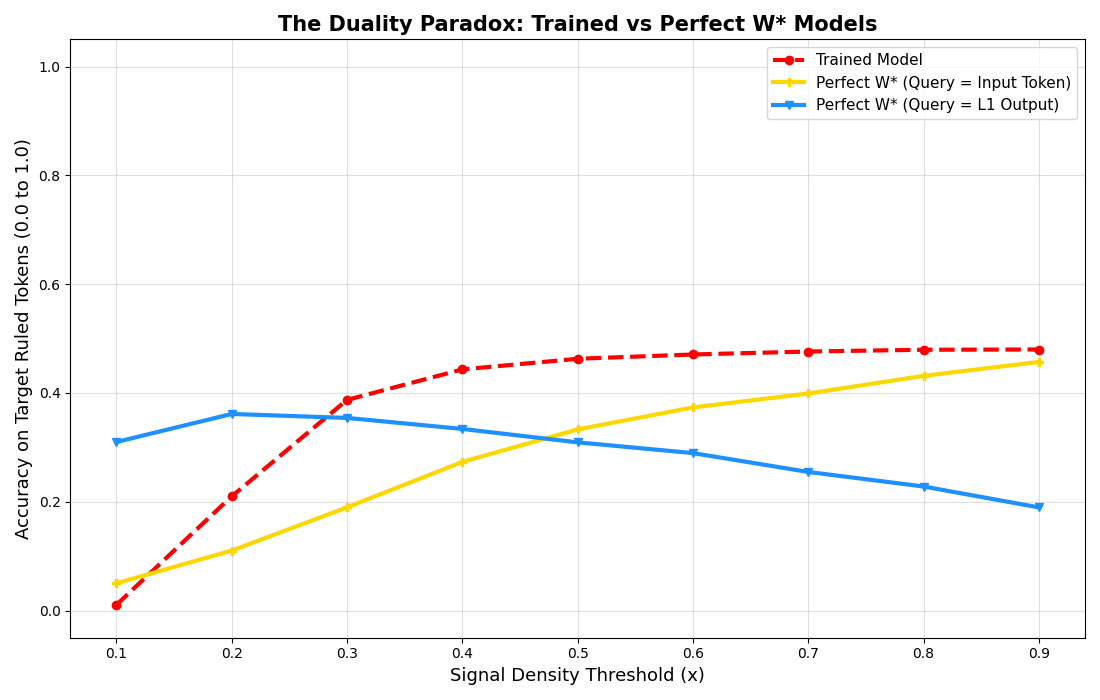 The Duality Paradox: Trained vs Perfect W* Models
Trained Model
Perfect W* (Query = Input Token)
Perfect W* (Query = L1 Output)
Accuracy on Target Ruled Tokens (0.0 to 1.0)
1.0
0.8
0.6
0.4
0.2
0.0
0.1 0.2 0.3 0.4 0.5 0.6 0.7 0.8 0.9
Signal Density Threshold (x)